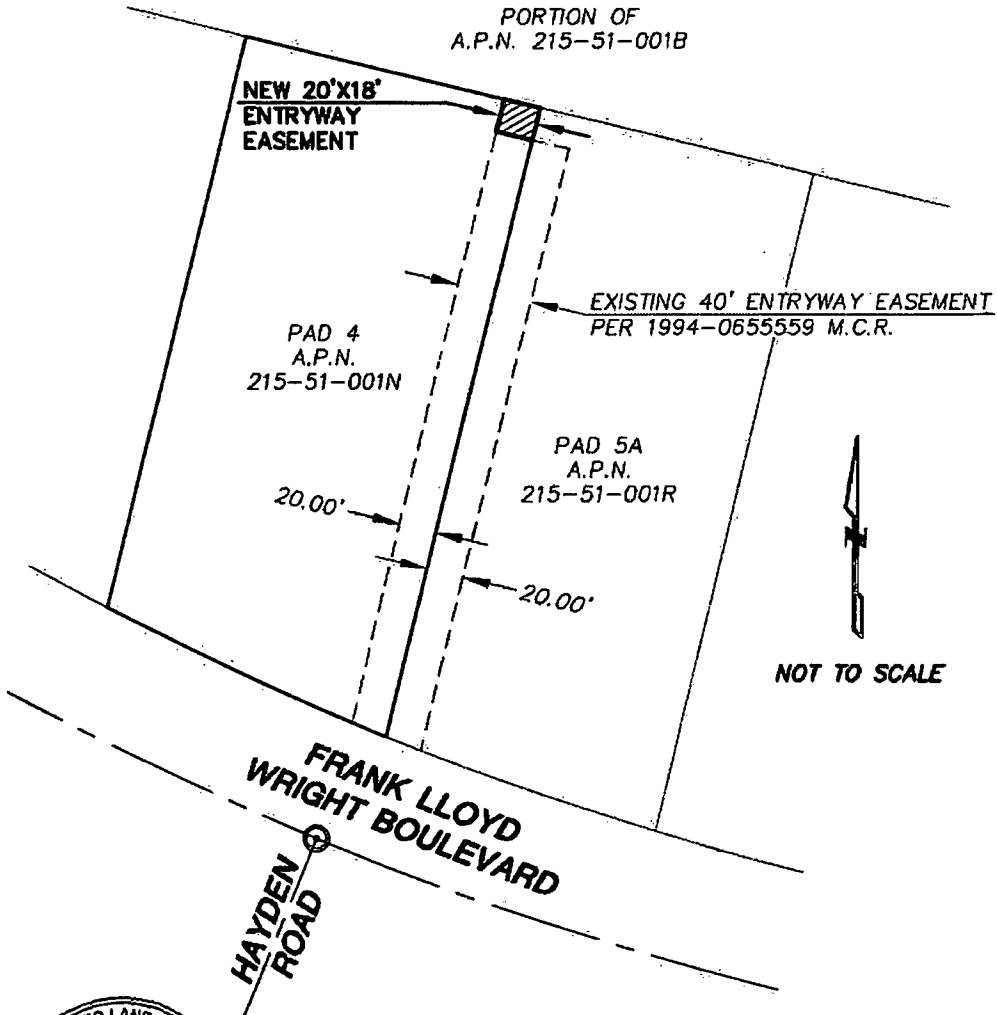 PORTION OF
A.P.N. 215-51-001B
NEW 20'X18'
ENTRYWAY
EASEMENT
EXISTING 40' ENTRYWAY EASEMENT
PER 1994-0655559 M.C.R.
PAD 4
A.P.N.
215-51-001N
PAD 5A
A.P.N.
215-51-001R
20.00'
20.00'
N
NOT TO SCALE
FRANK LLOYD
WRIGHT BOULEVARD
HAYDEN
ROAD
LAND